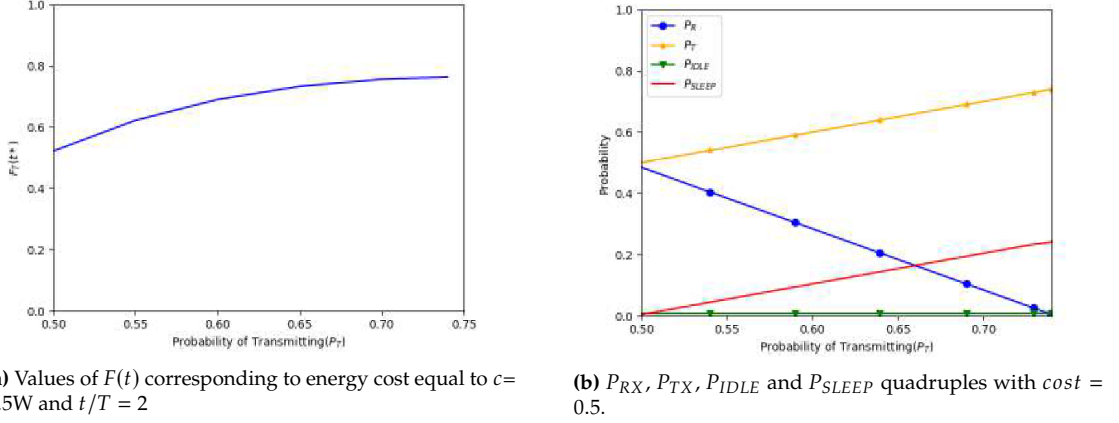 1.0
0.8
0.6
0.4
0.2
0.0
F_T(t*)
0.50 0.55 0.60 0.65 0.70 0.75
Probability of Transmitting(P_T)
) Values of F(t) corresponding to energy cost equal to c=
.5W and t/T = 2
1.0
0.8
0.6
0.4
0.2
0.0
Probability
P_R
P_T
P_IDLE
P_SLEEP
0.50 0.55 0.60 0.65 0.70
Probability of Transmitting(P_T)
(b) P_RX, P_TX, P_IDLE and P_SLEEP quadruples with cost =
0.5.